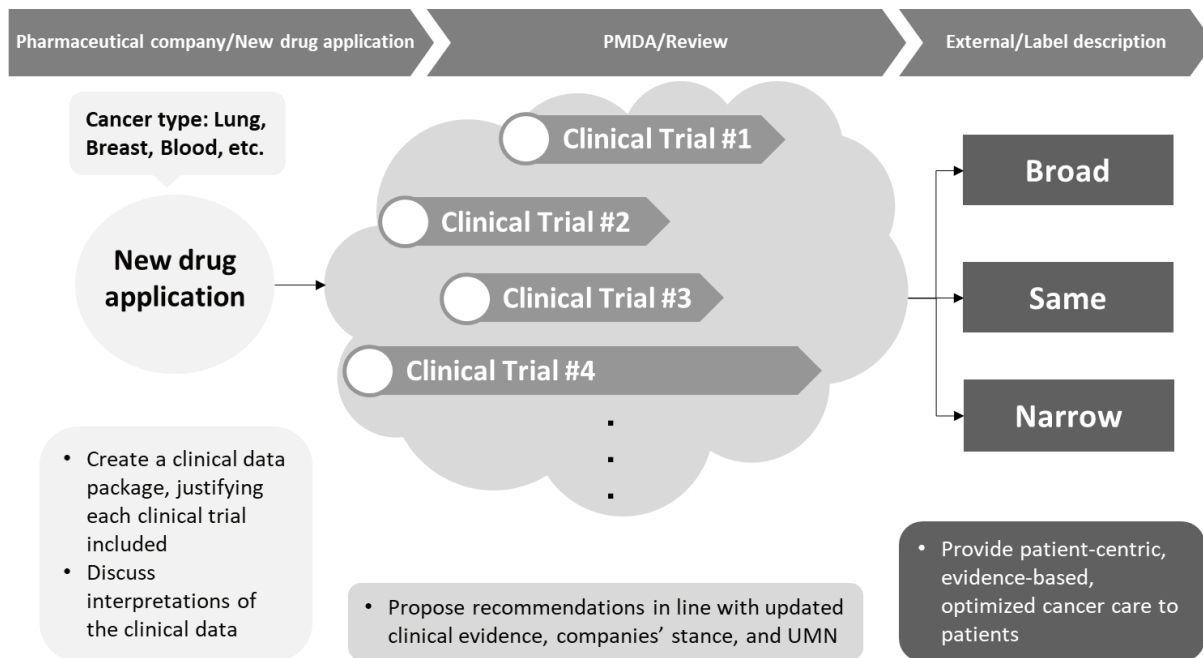 Pharmaceutical company/New drug application
PMDA/Review
External/Label description
Cancer type: Lung,
Breast, Blood, etc.
New drug
application
• Create a clinical data
package, justifying
each clinical trial
included
• Discuss
interpretations of
the clinical data
Clinical Trial #1
Clinical Trial #2
Clinical Trial #3
Clinical Trial #4
.
.
.
• Propose recommendations in line with updated
clinical evidence, companies’ stance, and UMN
Broad
Same
Narrow
• Provide patient-centric,
evidence-based,
optimized cancer care to
patients